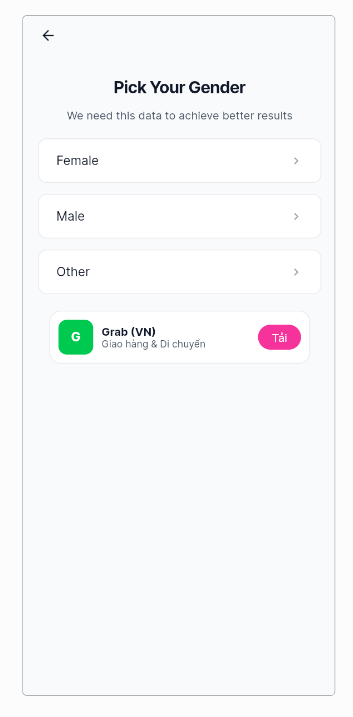 Pick Your Gender
We need this data to achieve better results
Female
Male
Other
G
Grab (VN)
Giao hàng & Di chuyển
Tải